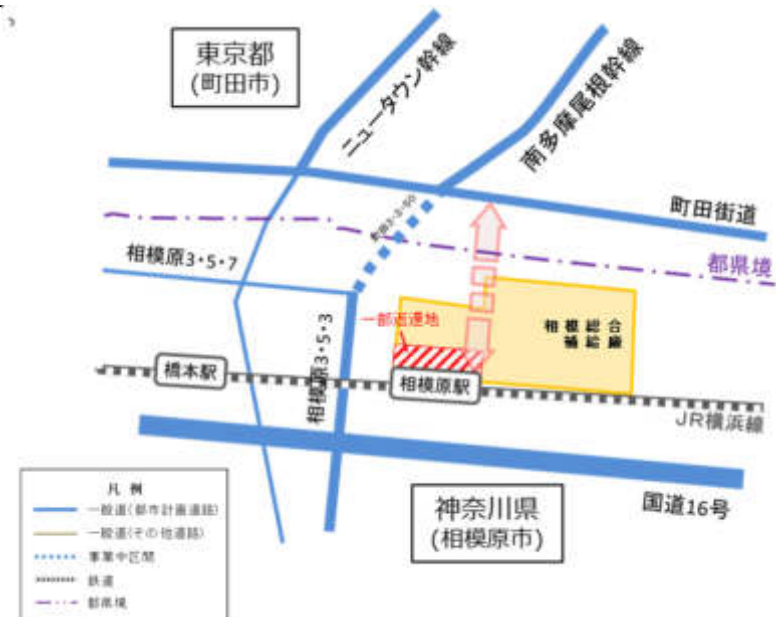 東京都
(町田市)
ニュータウン幹線
南多摩尾根幹線
町田街道
都県境
相模原3・5・7
一部返還地
相模総合
補給廠
橋本駅
相模原3・5・3
相模原駅
JR横浜線
神奈川県
(相模原市)
国道16号
凡例
一般道(都市計画道路)
一般道(その他道路)
事業中区間
鉄道
都県境